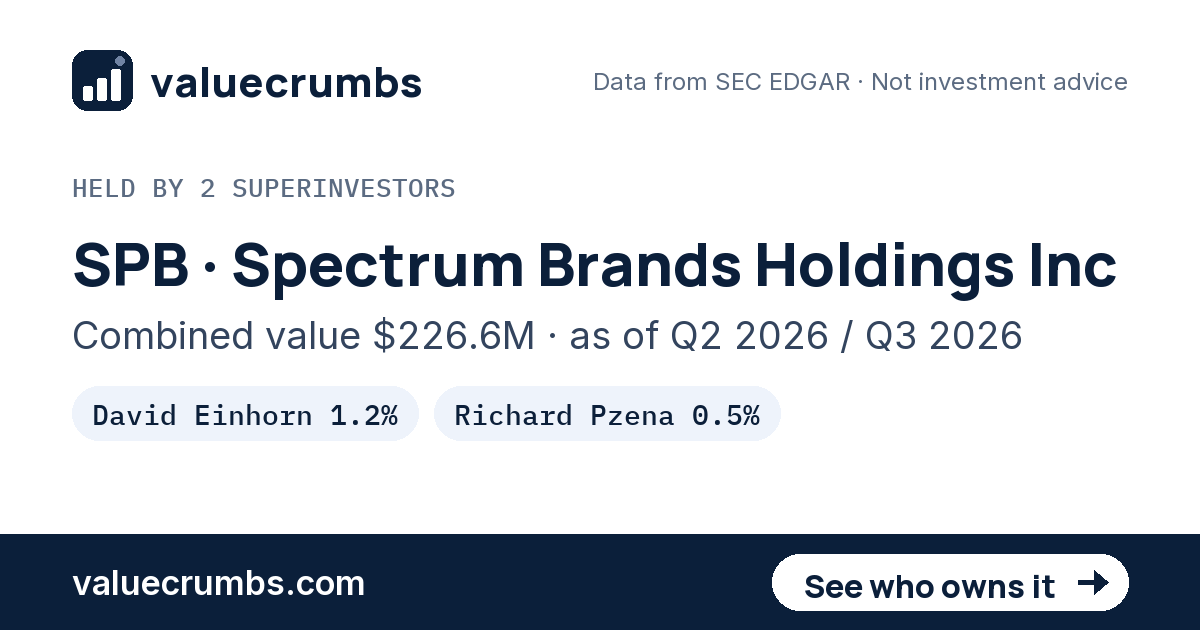 valuecrumbs
Data from SEC EDGAR · Not investment advice
HELD BY 2 SUPERINVESTORS
SPB · Spectrum Brands Holdings Inc
Combined value $226.6M · as of Q2 2026 / Q3 2026
David Einhorn 1.2%
Richard Pzena 0.5%
valuecrumbs.com
See who owns it →